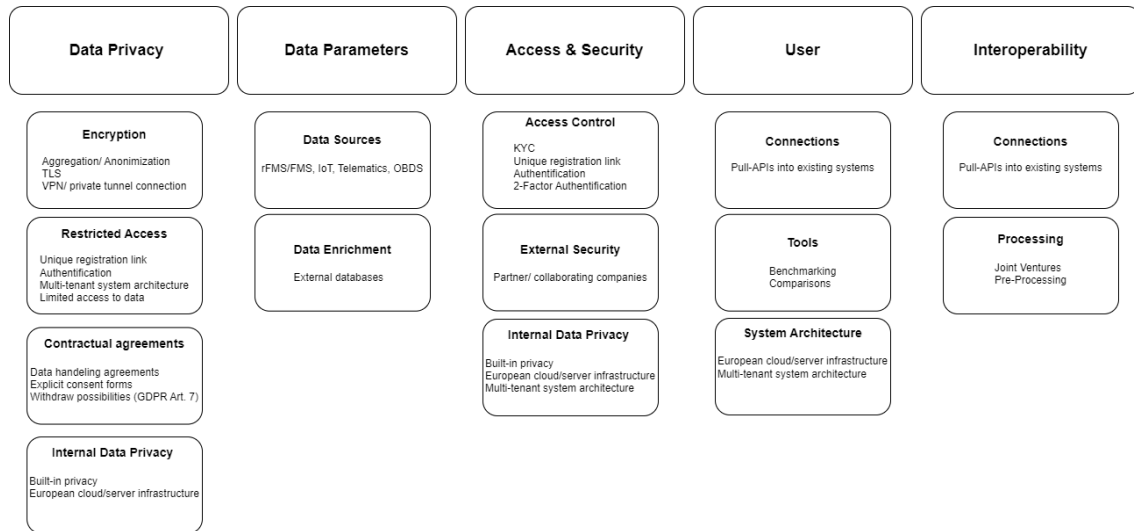 Data Privacy
Data Parameters
Access & Security
User
Interoperability
Encryption
Aggregation/ Anonimization
TLS
VPN/ private tunnel connection
Restricted Access
Unique registration link
Authentification
Multi-tenant system architecture
Limited access to data
Contractual agreements
Data handeling agreements
Explicit consent forms
Withdraw possibilities (GDPR Art. 7)
Internal Data Privacy
Built-in privacy
European cloud/server infrastructure
Data Sources
rFMS/FMS, IoT, Telematics, OBDS
Data Enrichment
External databases
Access Control
KYC
Unique registration link
Authentification
2-Factor Authentification
External Security
Partner/ collaborating companies
Internal Data Privacy
Built-in privacy
European cloud/server infrastructure
Multi-tenant system architecture
Connections
Pull-APIs into existing systems
Tools
Benchmarking
Comparisons
System Architecture
European cloud/server infrastructure
Multi-tenant system architecture
Connections
Pull-APIs into existing systems
Processing
Joint Ventures
Pre-Processing